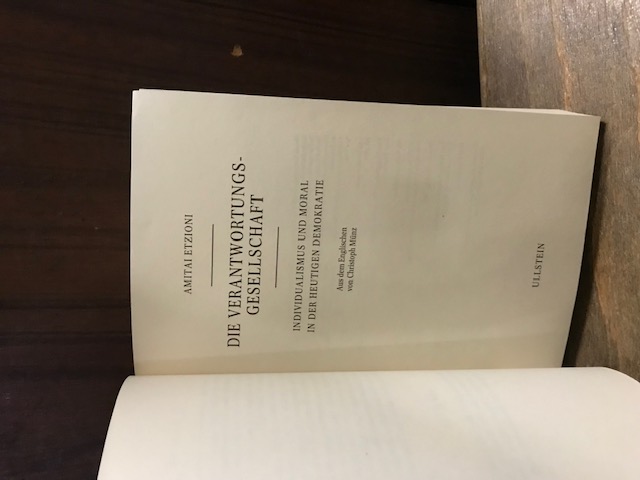 AMITAI ETZIONI
DIE VERANTWORTUNGS-
GESELLSCHAFT
INDIVIDUALISMUS UND MORAL
IN DER HEUTIGEN DEMOKRATIE
Aus dem Englischen
von Christoph Münz
ULLSTEIN